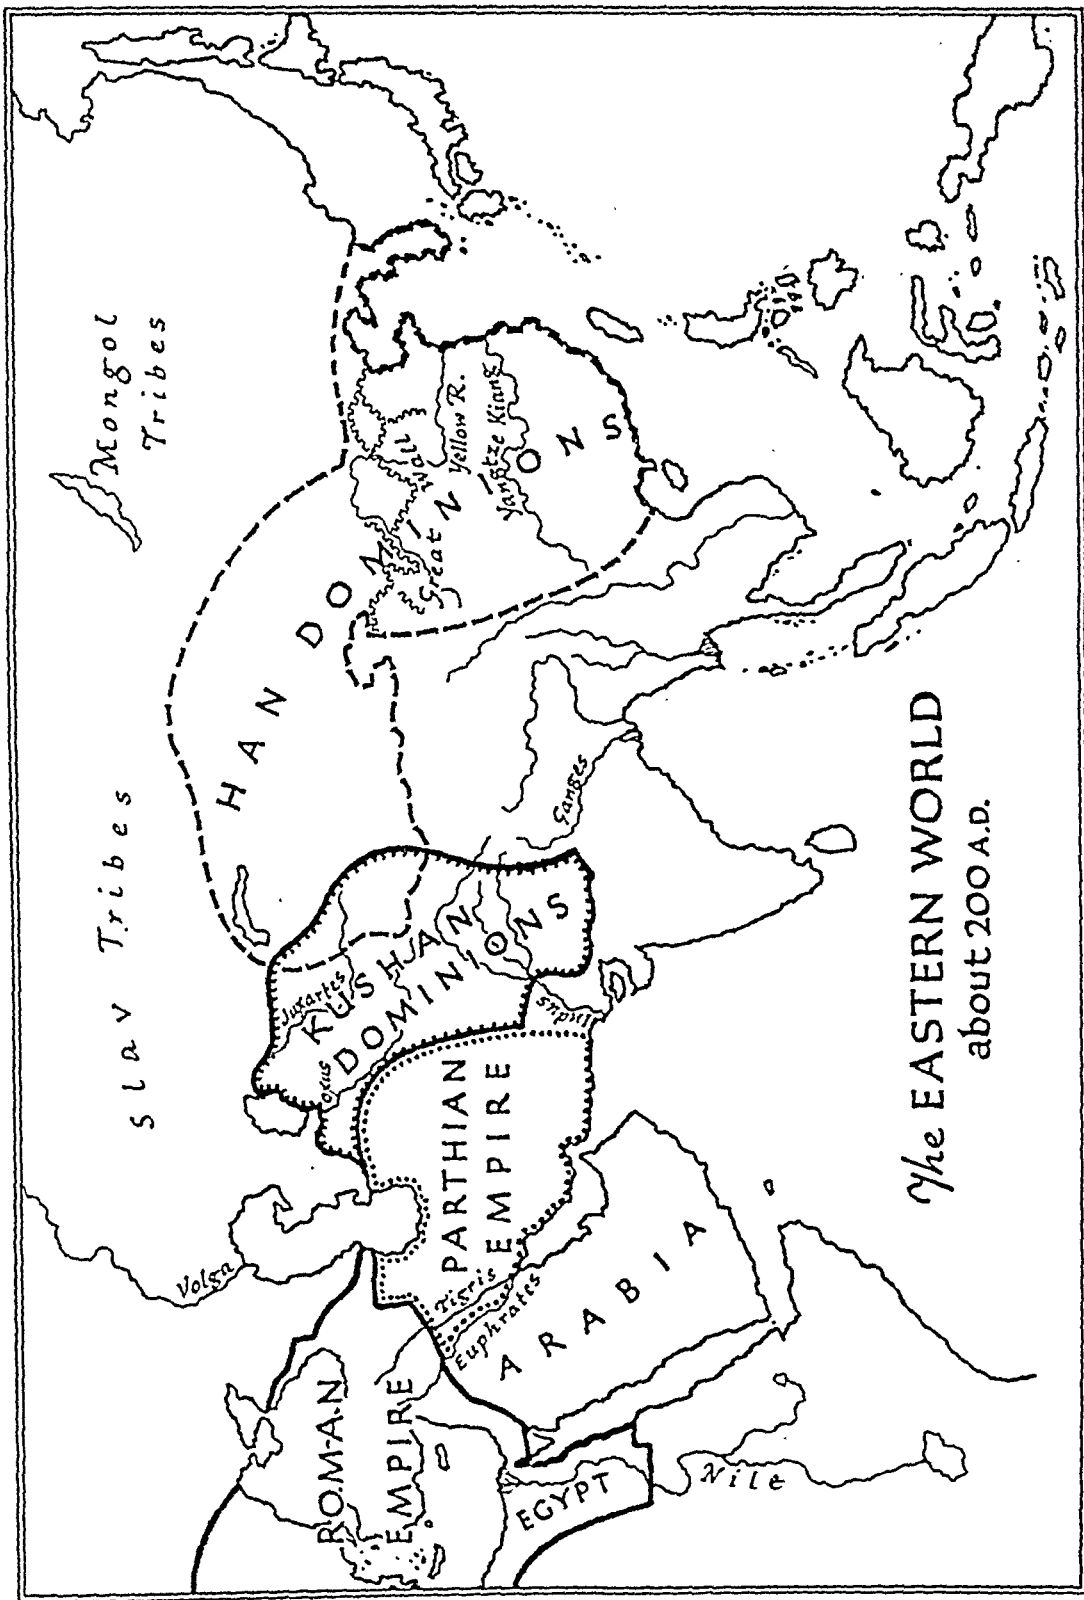 Slav Tribes
Mongol
Tribes
Volga
HAN DOMINIONS
Jaxartes
Oxus
KUSHAN
DOMINIONS
Great Wall
Yellow R.
Yangtze Kiang
ROMAN
EMPIRE
PARTHIAN
EMPIRE
Tigris
Euphrates
Indus
Ganges
EGYPT
ARABIA
Nile
The EASTERN WORLD
about 200 A.D.